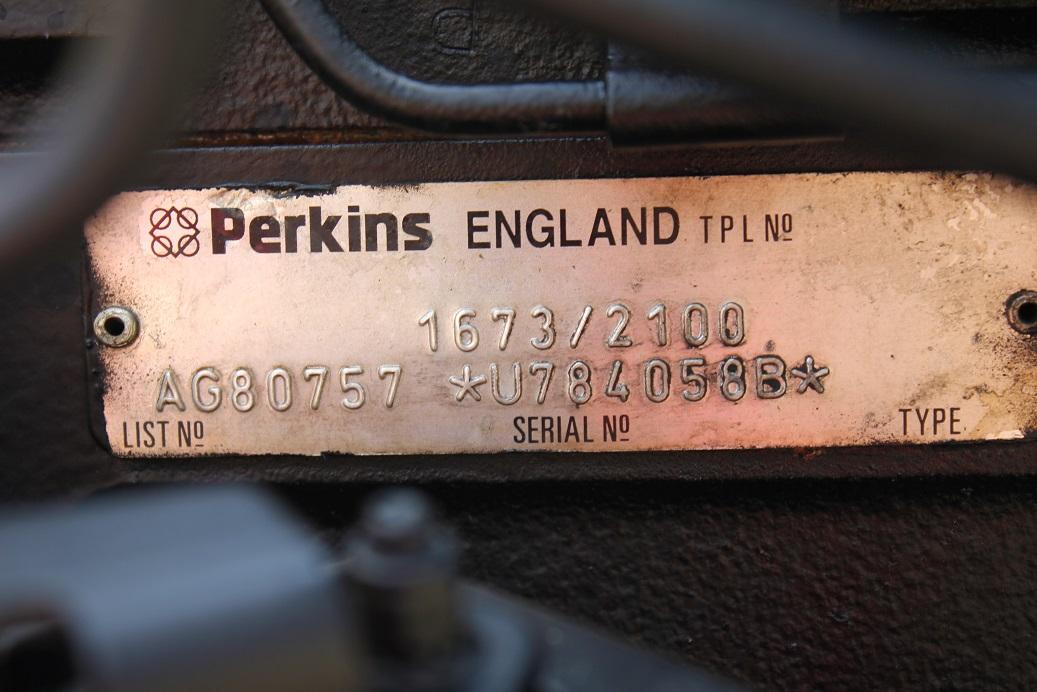 Perkins ENGLAND TPL Nº
1673/2100
AG80757 *U784058B*
LIST Nº SERIAL Nº TYPE